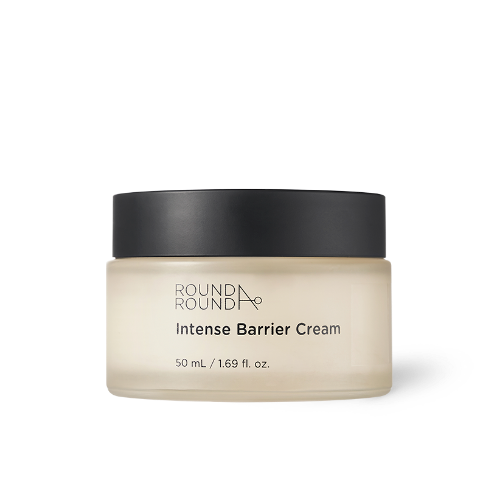 ROUND A
ROUND
Intense Barrier Cream
50 mL / 1.69 fl. oz.